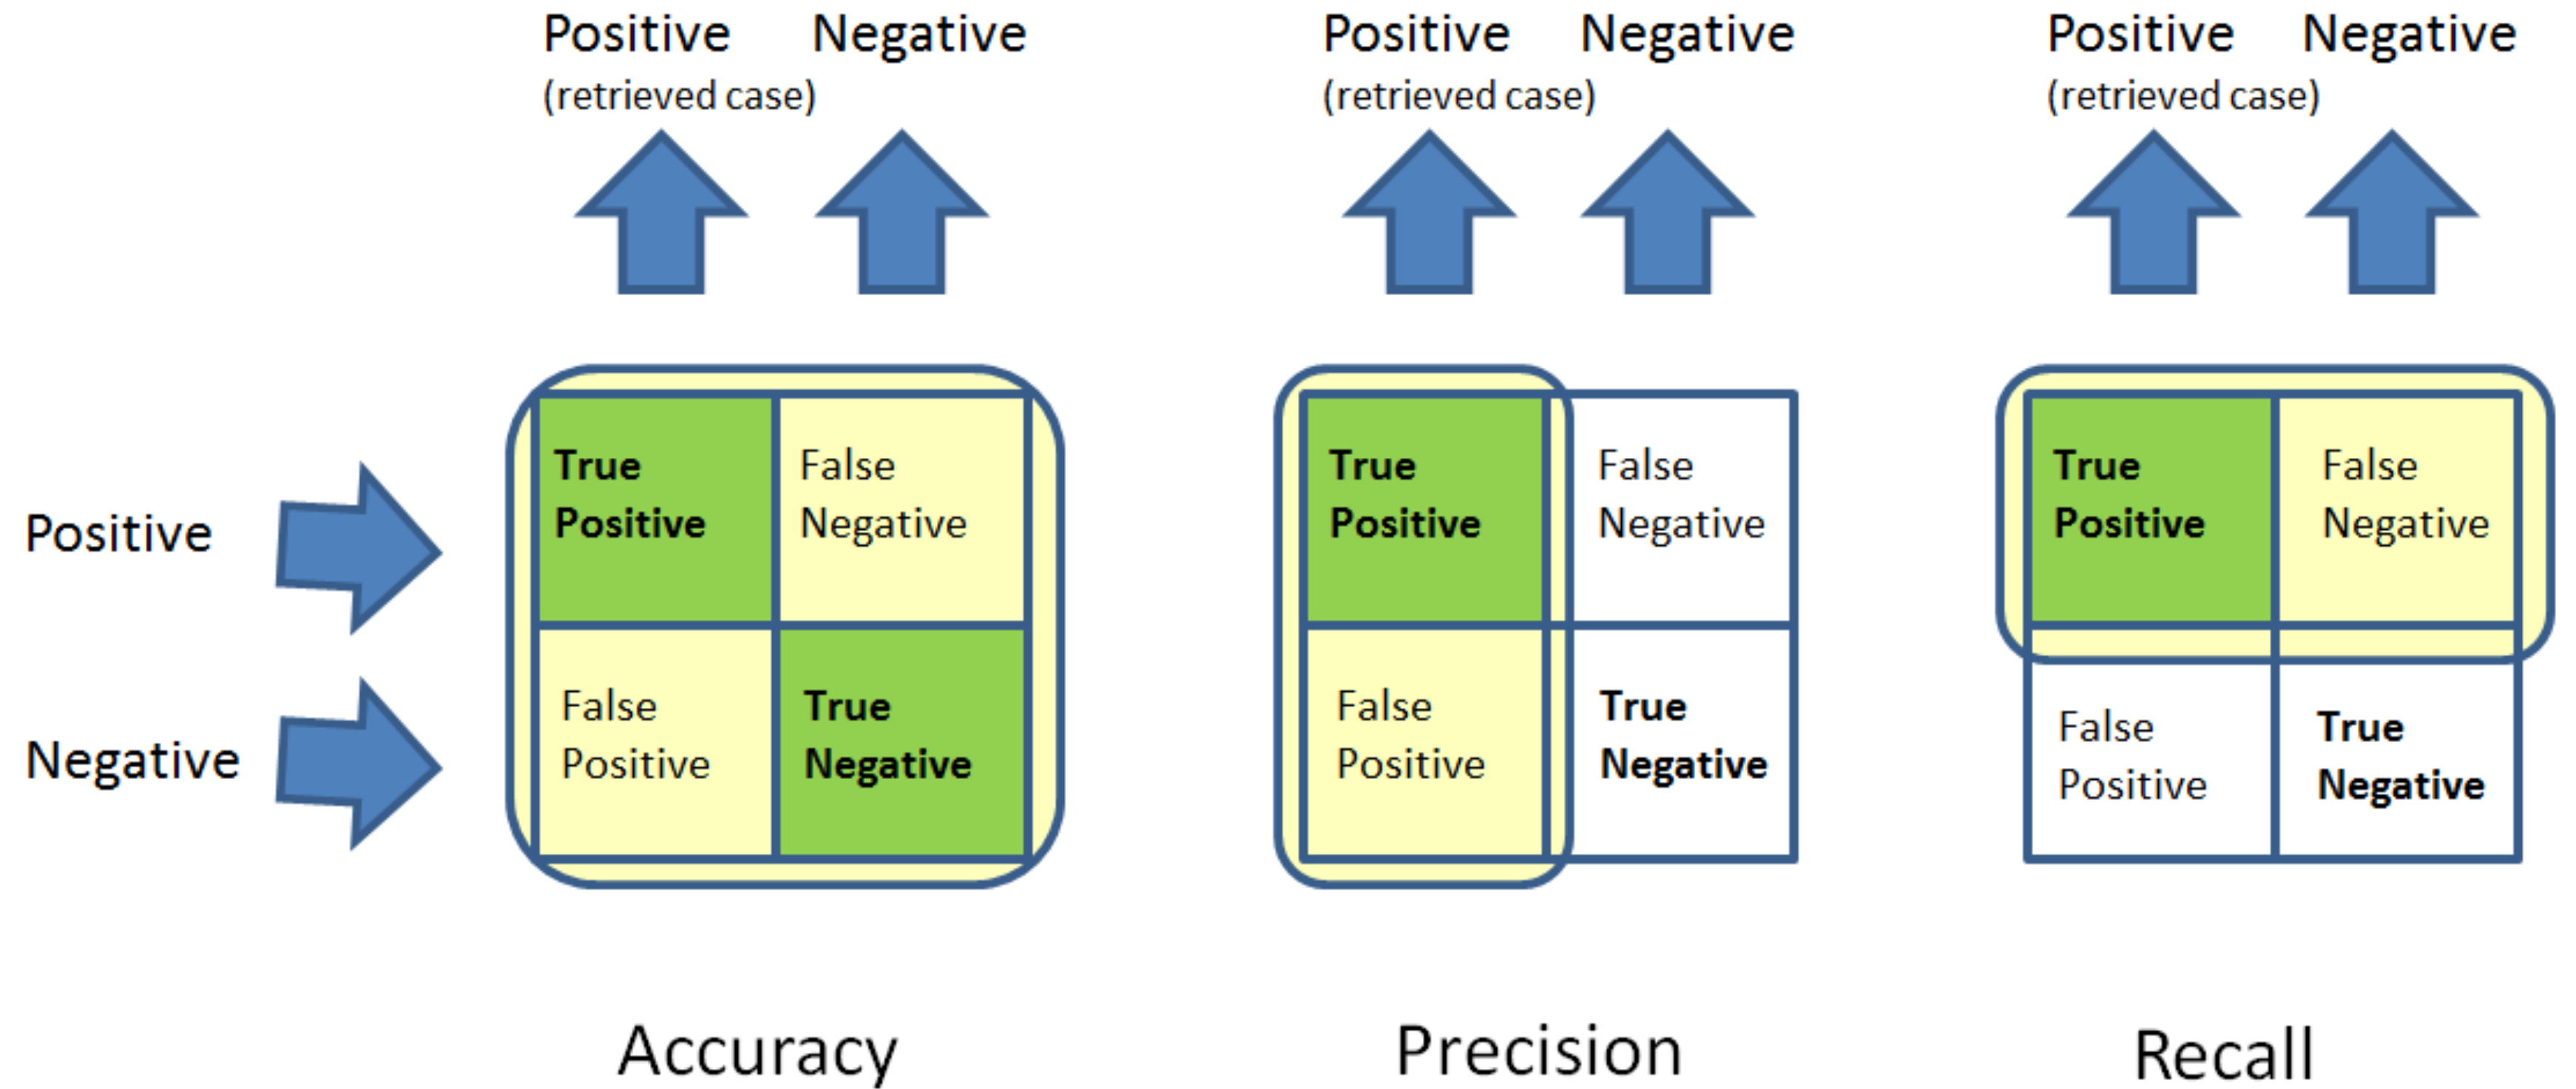 Positive Negative
(retrieved case)
Positive Negative
(retrieved case)
Positive Negative
(retrieved case)
Positive
Negative
True
Positive
False
Negative
False
Positive
True
Negative
Accuracy
True
Positive
False
Negative
False
Positive
True
Negative
Precision
True
Positive
False
Negative
False
Positive
True
Negative
Recall